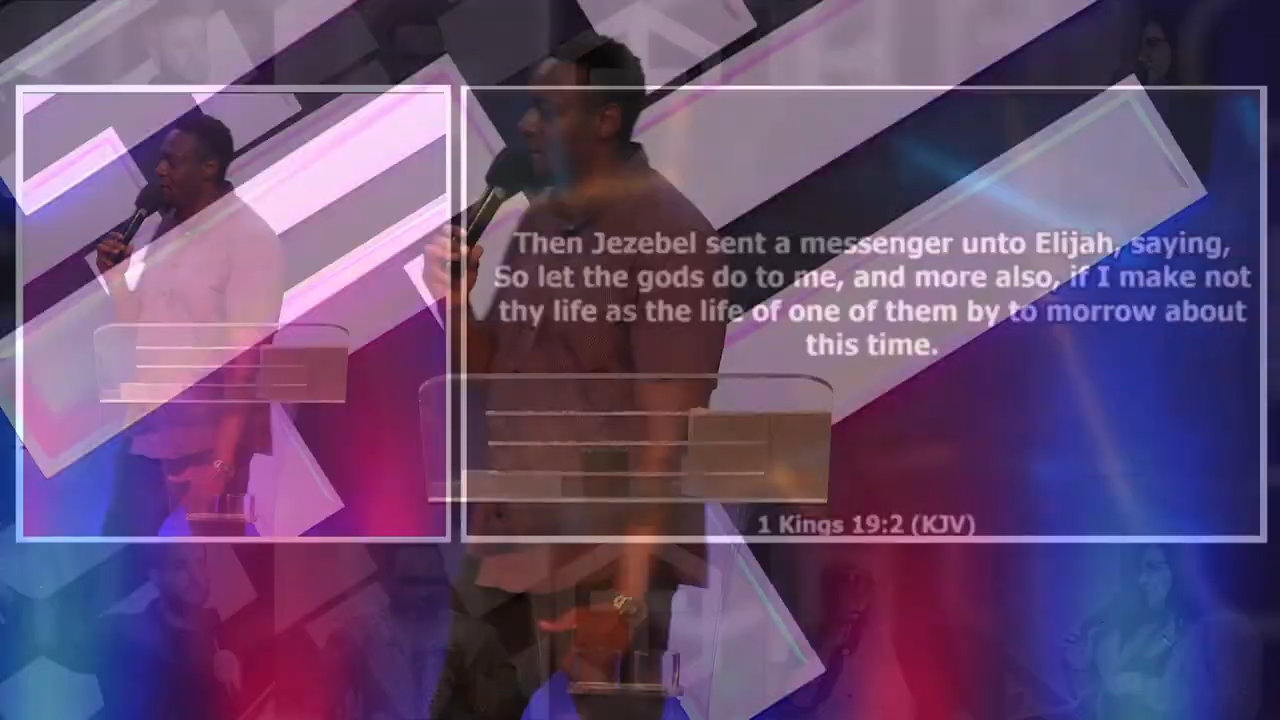 Then Jezebel sent a messenger unto Elijah, saying,
So let the gods do to me, and more also, if I make not
thy life as the life of one of them by to morrow about
this time.
1 Kings 19:2 (KJV)